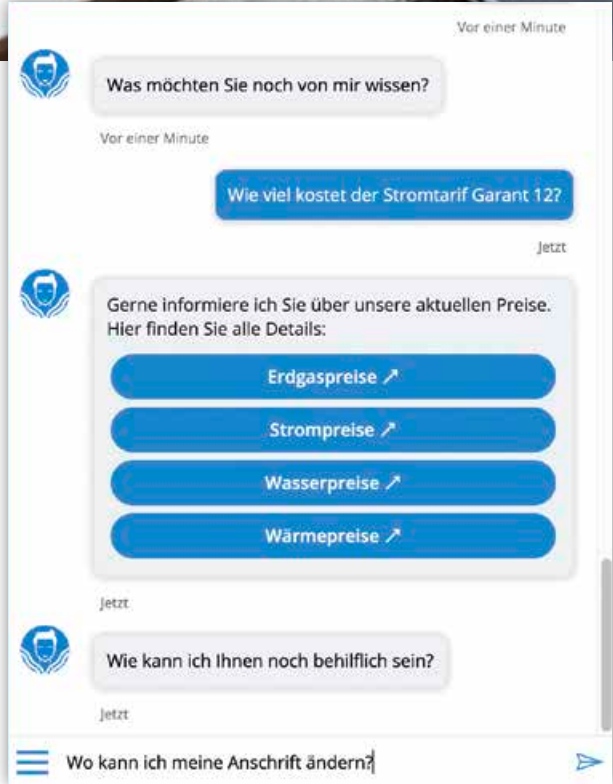 Vor einer Minute
Was möchten Sie noch von mir wissen?
Vor einer Minute
Wie viel kostet der Stromtarif Garant 12?
Jetzt
Gerne informiere ich Sie über unsere aktuellen Preise.
Hier finden Sie alle Details:
Erdgaspreise ↗
Strompreise ↗
Wasserpreise ↗
Wärmepreise ↗
Jetzt
Wie kann ich Ihnen noch behilflich sein?
Jetzt
Wo kann ich meine Anschrift ändern?